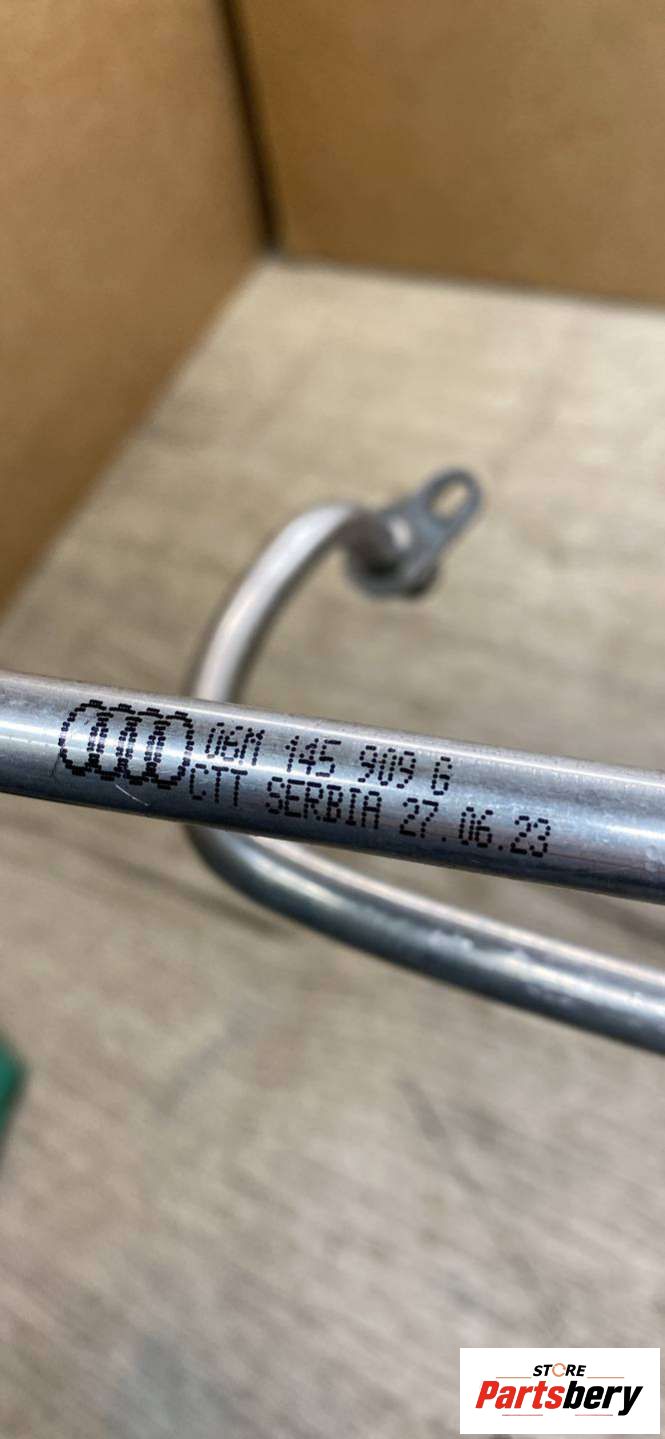 06M 145 909 G
CTT SERBIA 27.06.23
STORE
Partsbery